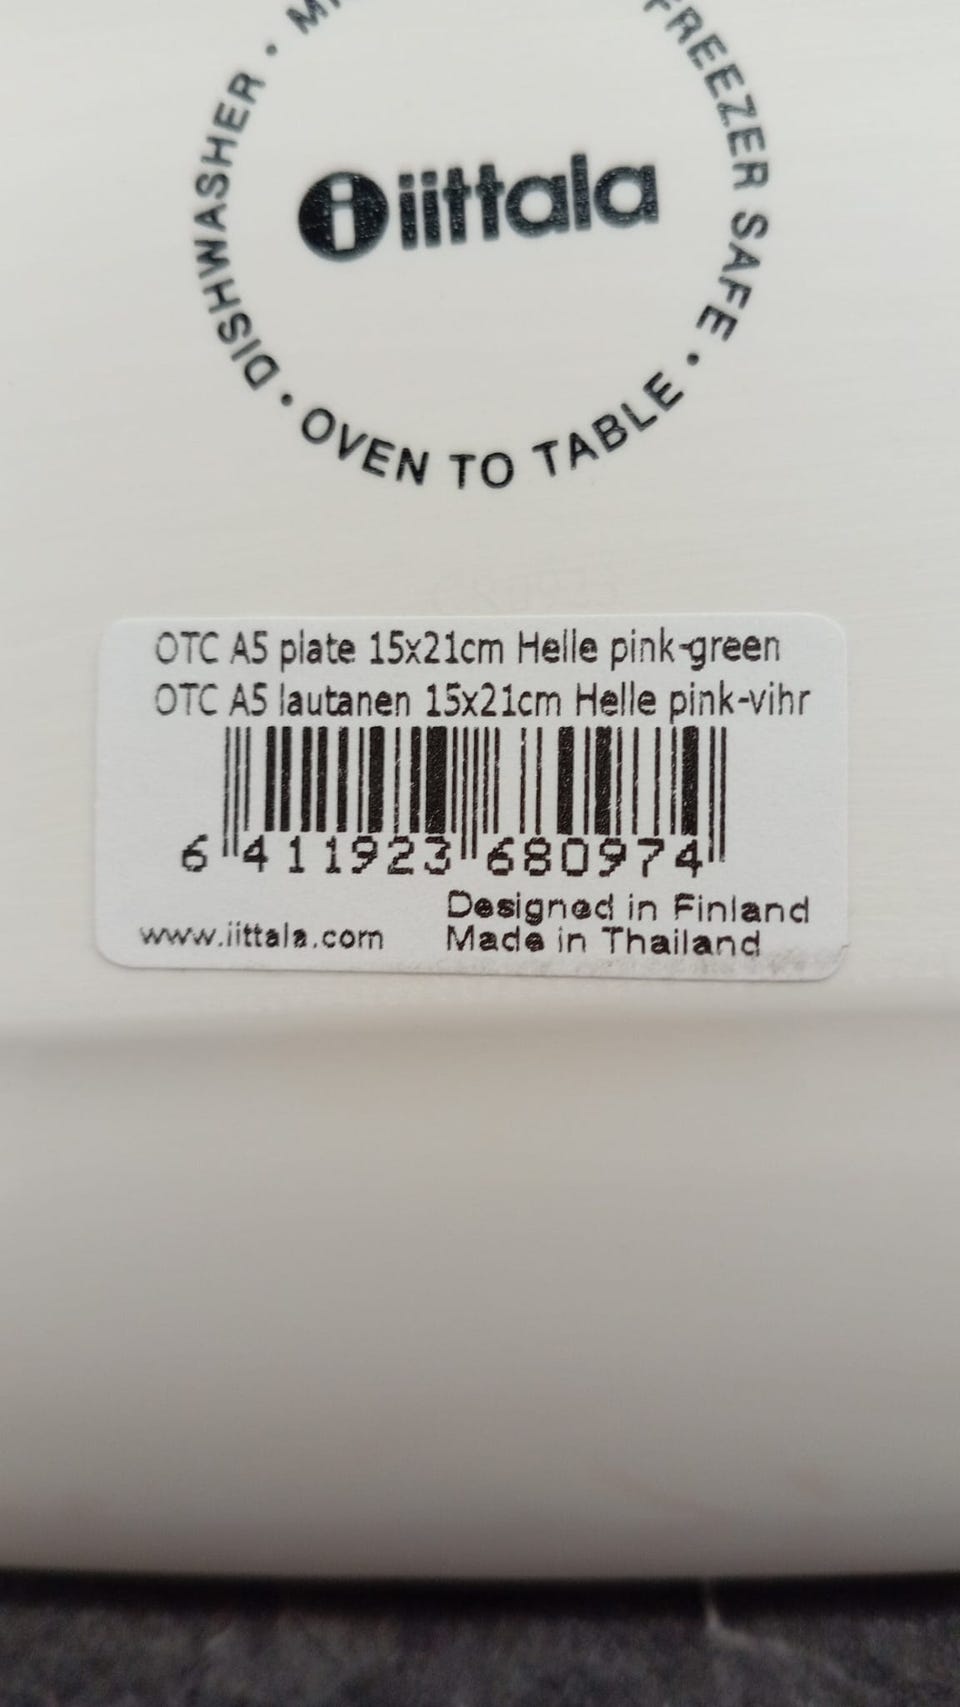 FREEZER SAFE • OVEN TO TABLE • DISHWASHER •
iittala
OTC A5 plate 15x21cm Helle pink-green
OTC A5 lautanen 15x21cm Helle pink-vihr
6 411923 680974
Designed in Finland
www.iittala.com Made in Thailand